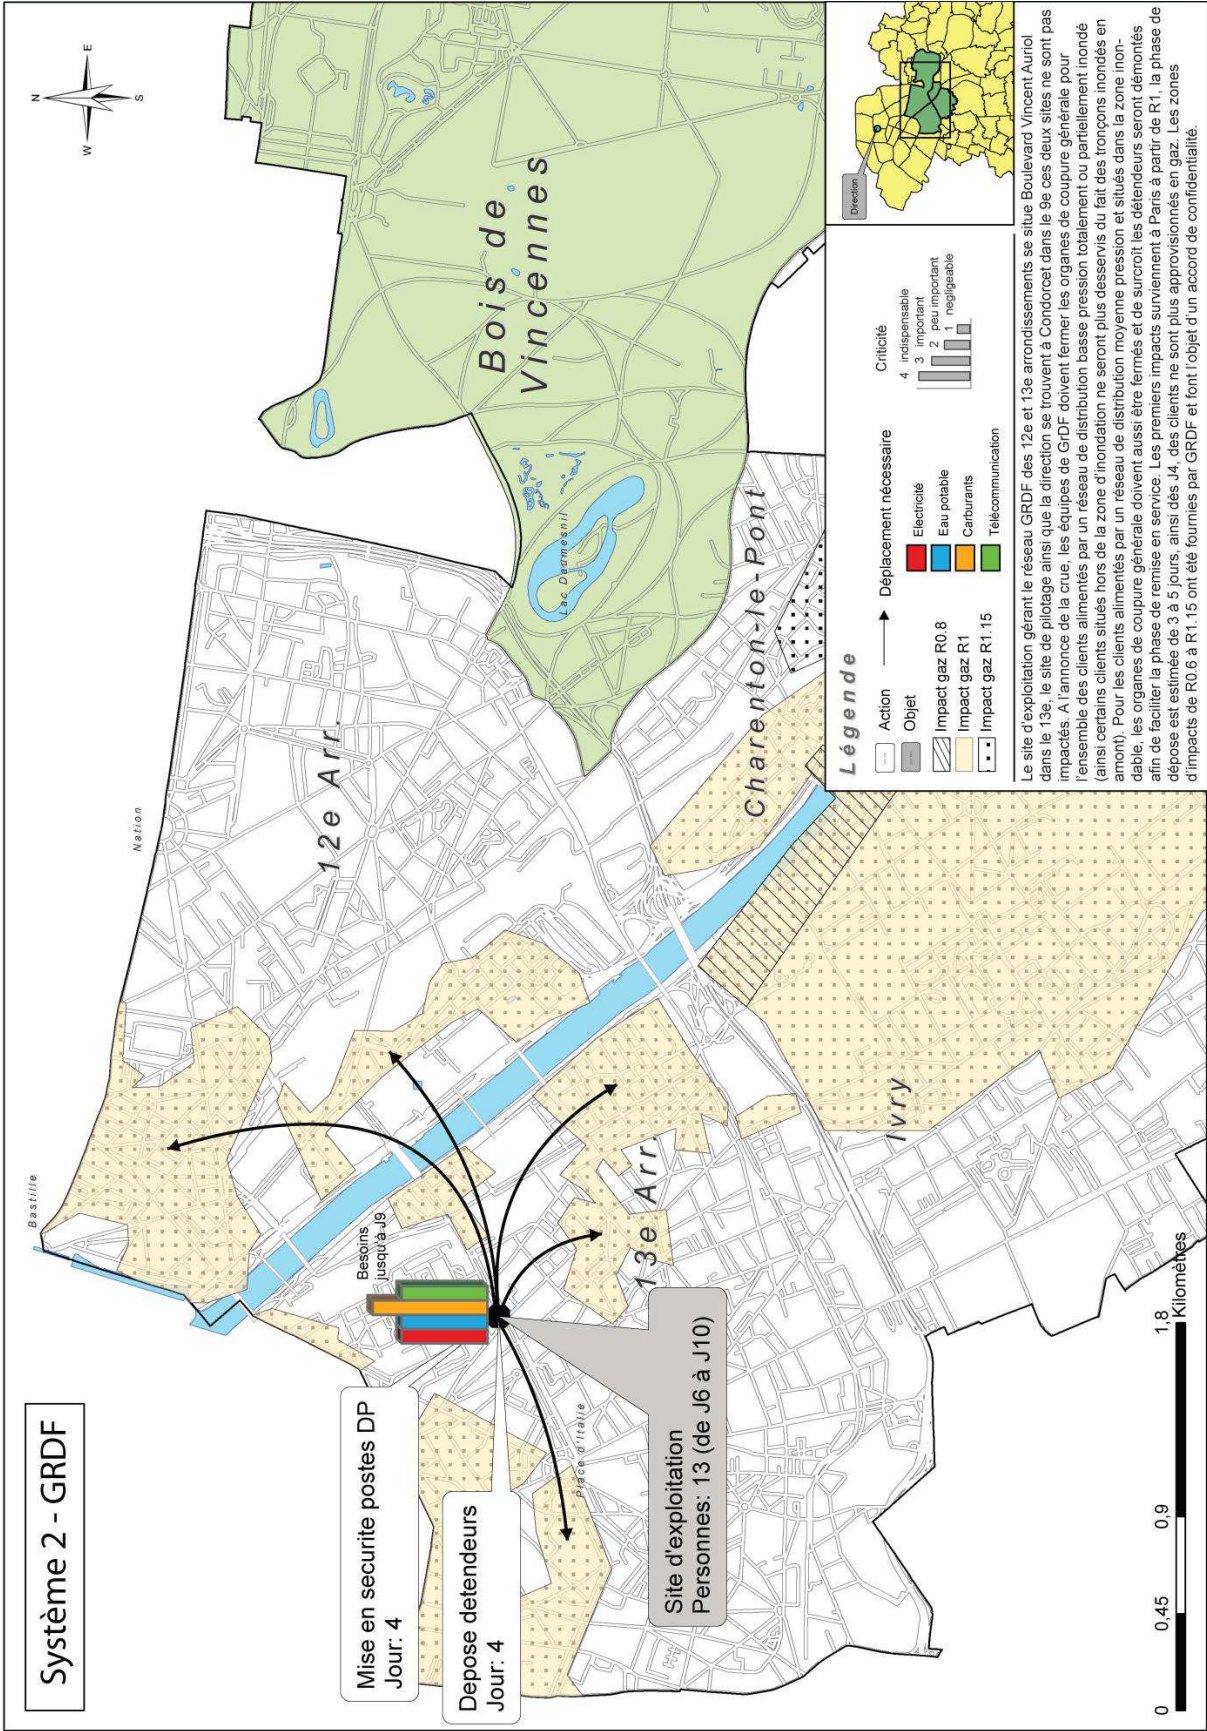 Système 2 - GRDF
N
W
E
S
Bastille
Nation
12e Arr.
Bois de
Vincennes
Lac Daumesnil
Charenton-le-Pont
Besoins
jusqu'à J9
Mise en securite postes DP
Jour: 4
Depose detendeurs
Jour: 4
Place d'Italie
13e Arr.
Ivry
Site d'exploitation
Personnes: 13 (de J6 à J10)
0
0,45
0,9
1,8
Kilomètres
Légende
Action
Objet
Impact gaz R0.8
Impact gaz R1
Impact gaz R1.15
Déplacement nécessaire
Electricité
Eau potable
Carburants
Télécommunication
Criticité
4 indispensable
3 important
2 peu important
1 negligeable
Direction
Le site d'exploitation gérant le réseau GRDF des 12e et 13e arrondissements se situe Boulevard Vincent Auriol
dans le 13e, le site de pilotage ainsi que la direction se trouvent à Condorcet dans le 9e ces deux sites ne sont pas
impactés. A l'annonce de la crue, les équipes de GrDF doivent fermer les organes de coupure générale pour
l'ensemble des clients alimentés par un réseau de distribution basse pression totalement ou partiellement inondé
(ainsi certains clients situés hors de la zone d'inondation ne seront plus desservis du fait des tronçons inondés en
amont). Pour les clients alimentés par un réseau de distribution moyenne pression et situés dans la zone inon-
dable, les organes de coupure générale doivent aussi être fermés et de surcroît les détendeurs seront démontés
afin de faciliter la phase de remise en service. Les premiers impacts surviennent à Paris à partir de R1, la phase de
dépose est estimée de 3 à 5 jours, ainsi dès J4, des clients ne sont plus approvisionnés en gaz. Les zones
d'impacts de R0.6 à R1.15 ont été fournies par GRDF et font l'objet d'un accord de confidentialité.